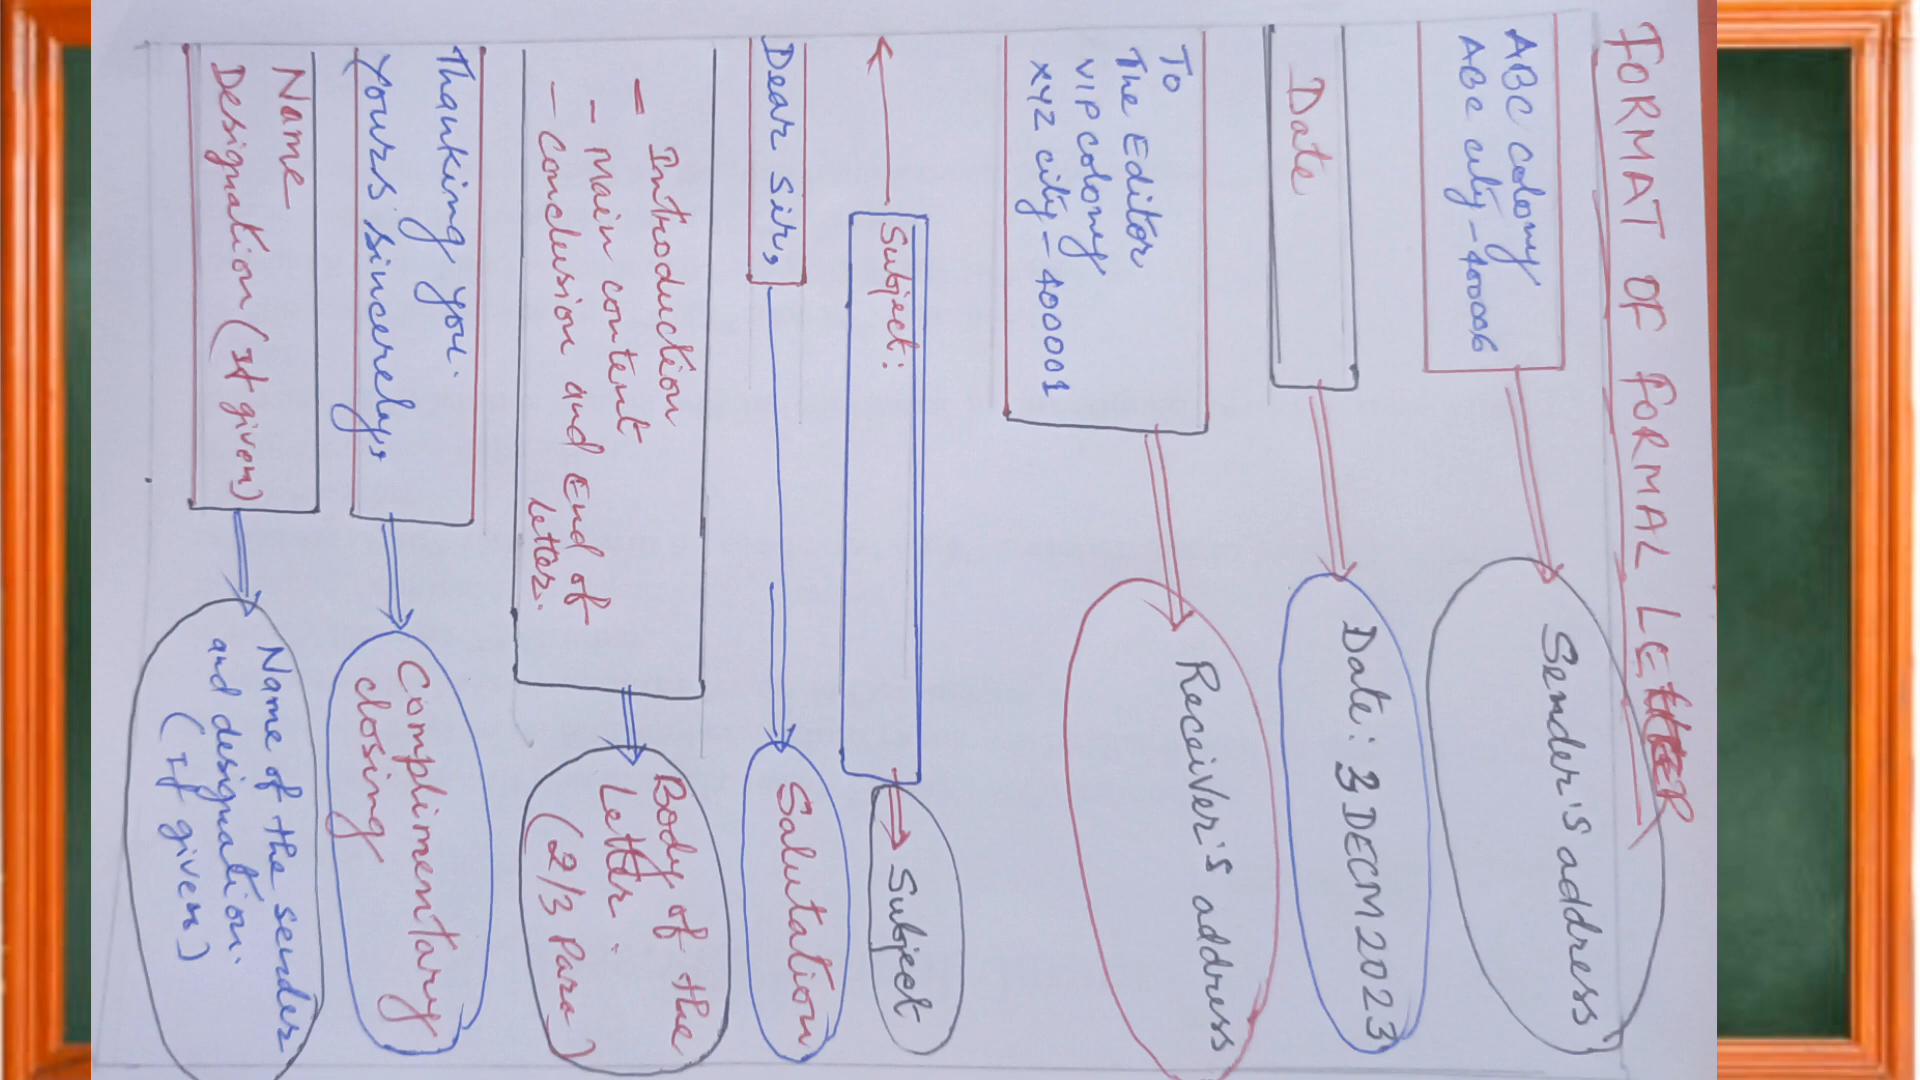 FORMAT OF FORMAL LETTER
ABC colony
ABC city - 400006
Sender's address
Date
Date: 3 DECM 2023
To
The Editor
VIP colony
XYZ city - 400001
Receiver's address
Subject:
Subject
Dear Sir,
Salutation
- Introduction
- Main content
- Conclusion and End of
letter.
Body of the
Letter.
(2/3 Para)
Thanking you.
Yours sincerely,
Complimentary
closing
Name
Designation (If given)
Name of the sender
and designation.
(If given)